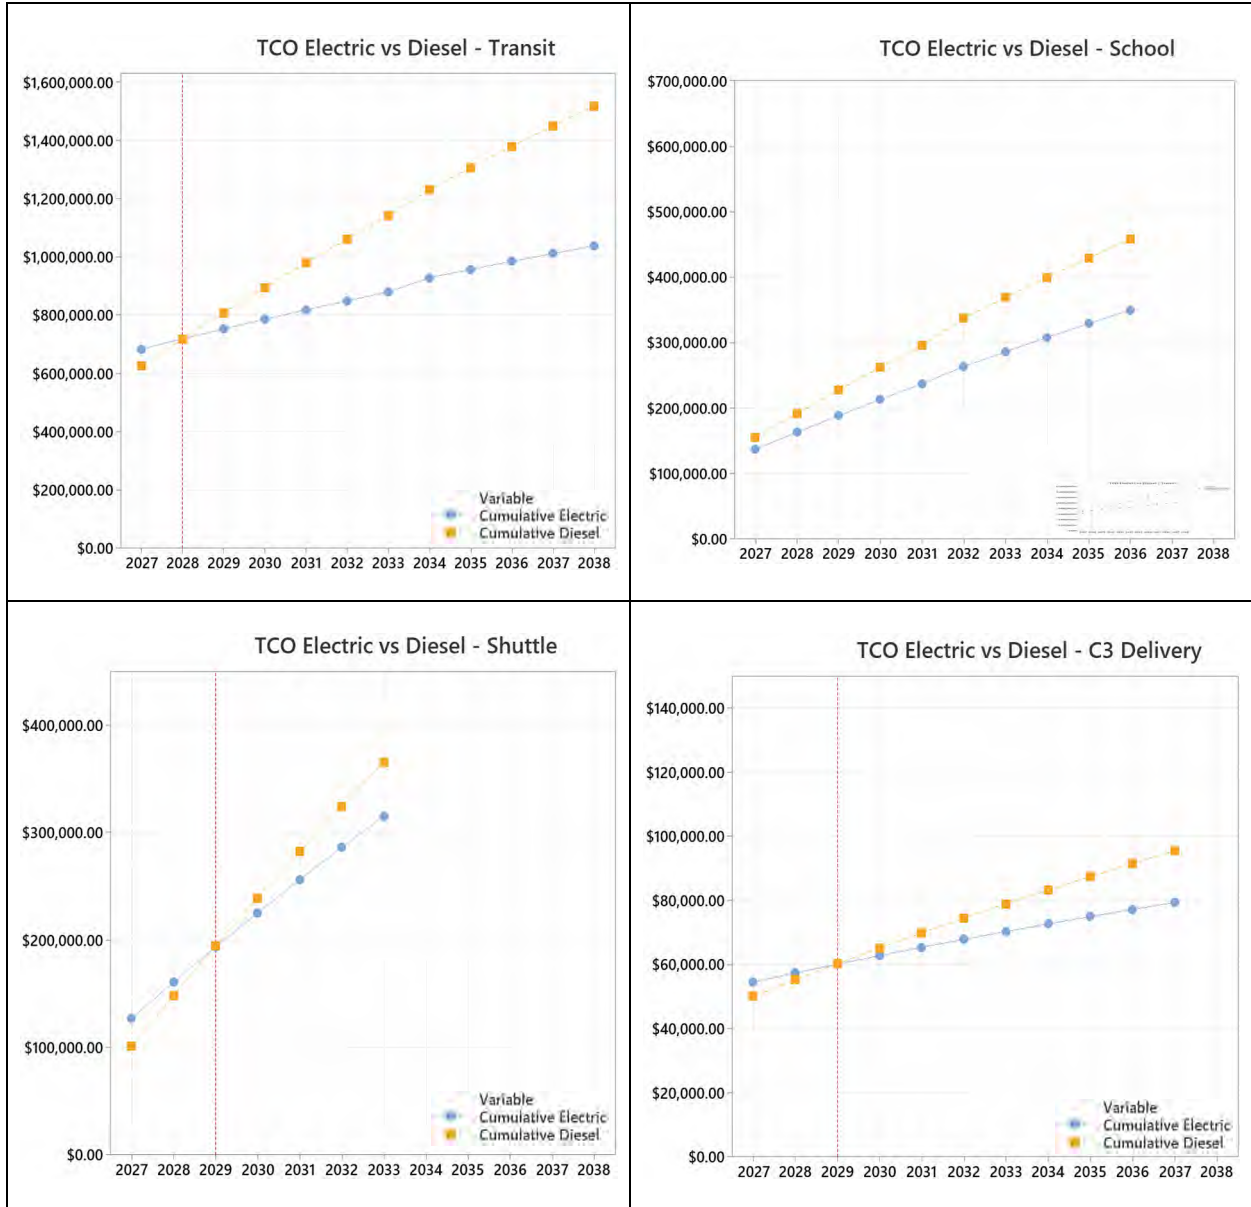 TCO Electric vs Diesel - Transit
$1,600,000.00
$1,400,000.00
$1,200,000.00
$1,000,000.00
$800,000.00
$600,000.00
$400,000.00
$200,000.00
$0.00
Variable
Cumulative Electric
Cumulative Diesel
2027 2028 2029 2030 2031 2032 2033 2034 2035 2036 2037 2038
TCO Electric vs Diesel - School
$700,000.00
$600,000.00
$500,000.00
$400,000.00
$300,000.00
$200,000.00
$100,000.00
$0.00
2027 2028 2029 2030 2031 2032 2033 2034 2035 2036 2037 2038
TCO Electric vs Diesel - Shuttle
$400,000.00
$300,000.00
$200,000.00
$100,000.00
$0.00
Variable
Cumulative Electric
Cumulative Diesel
2027 2028 2029 2030 2031 2032 2033 2034 2035 2036 2037 2038
TCO Electric vs Diesel - C3 Delivery
$140,000.00
$120,000.00
$100,000.00
$80,000.00
$60,000.00
$40,000.00
$20,000.00
$0.00
Variable
Cumulative Electric
Cumulative Diesel
2027 2028 2029 2030 2031 2032 2033 2034 2035 2036 2037 2038